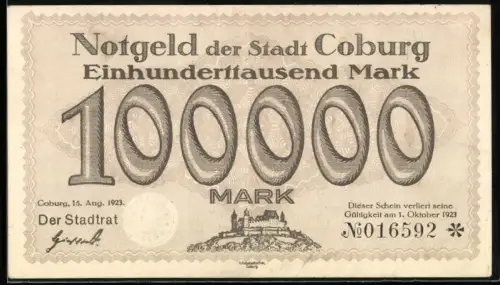 Notgeld der Stadt Coburg
Einhunderttausend Mark
100000
MARK
Coburg, 15. Aug. 1923.
Der Stadtrat
Dieser Schein verliert seine
Gültigkeit am 1. Oktober 1923
№016592 *